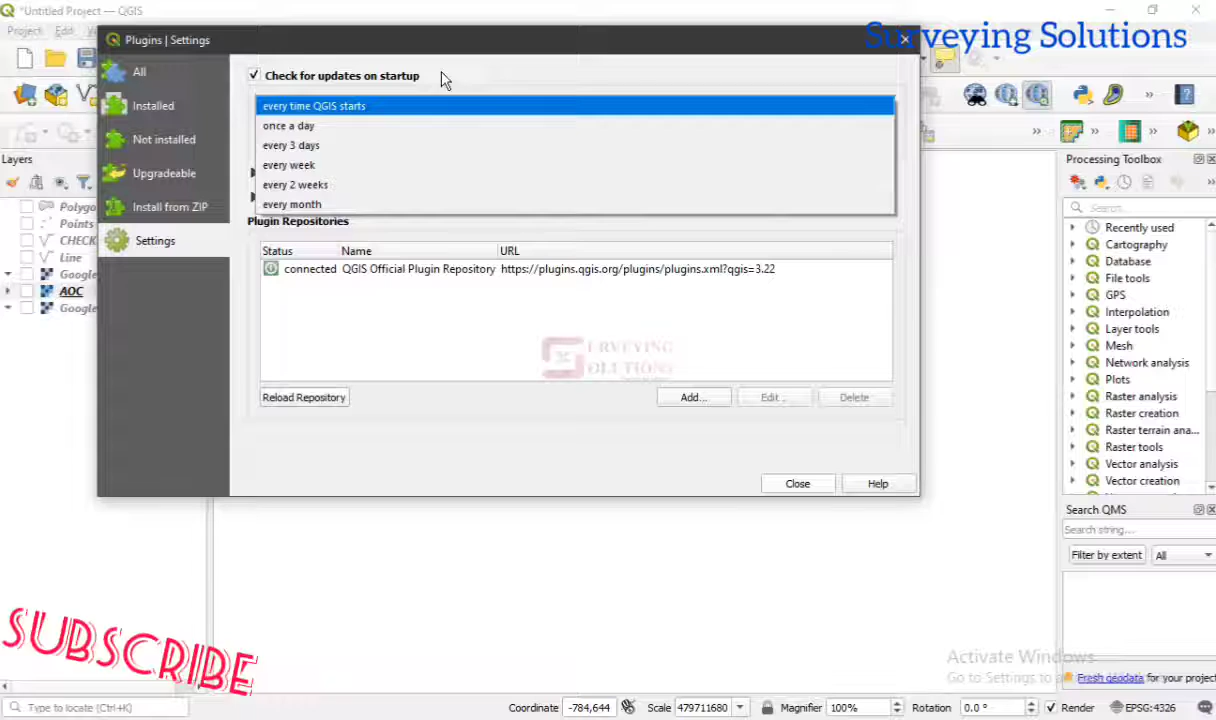 *Untitled Project — QGIS
Project Edit
Plugins | Settings
Surveying Solutions
All
Installed
Not installed
Upgradeable
Install from ZIP
Settings
Check for updates on startup
every time QGIS starts
once a day
every 3 days
every week
every 2 weeks
every month
Plugin Repositories
Status Name URL
connected QGIS Official Plugin Repository https://plugins.qgis.org/plugins/plugins.xml?qgis=3.22
SURVEYING
SOLUTIONS
Reload Repository
Add...
Edit...
Delete
Close
Help
Layers
Polygo
Points
CHECK
Line
Google
AOC
Google
Processing Toolbox
Search...
Recently used
Cartography
Database
File tools
GPS
Interpolation
Layer tools
Mesh
Network analysis
Plots
Raster analysis
Raster creation
Raster terrain ana...
Raster tools
Vector analysis
Vector creation
Search QMS
Search string...
Filter by extent
All
Fresh geodata for your project
Activate Windows
Go to Settings to a
SUBSCRIBE
Type to locate (Ctrl+K)
Coordinate -784,644
Scale 479711680
Magnifier 100%
Rotation 0.0 °
Render
EPSG:4326